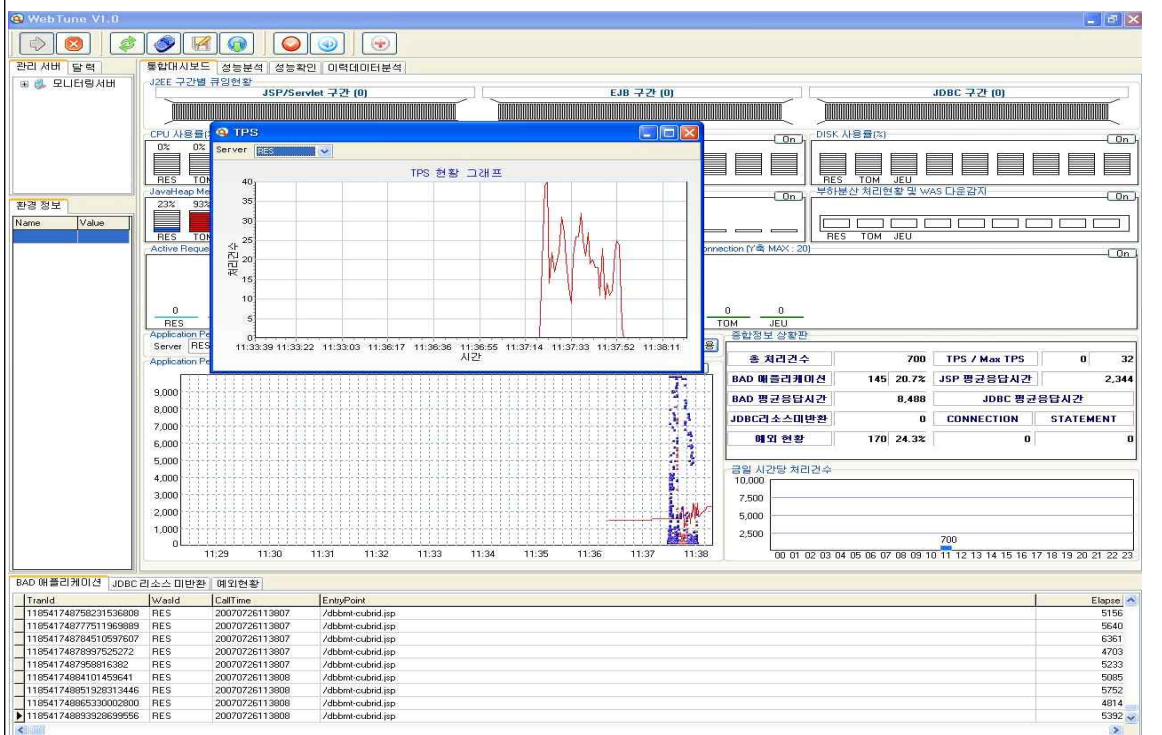 WebTune V1.0
관리 서버 달력
모니터링서버
환경 정보
Name Value
통합대시보드 성능분석 성능확인 이력데이터분석
J2EE 구간별 큐잉현황
JSP/Servlet 구간 (0) EJB 구간 (0) JDBC 구간 (0)
CPU 사용률(
0% 0%
RES TOM
On
DISK 사용률(%) On
RES TOM JEU
JavaHeap Me
23% 93%
RES TOM
On
부하분산 처리현황 및 WAS 다운감지 On
RES TOM JEU
Active Reque
0
RES
nnection (Y축 MAX : 20) On
0 0
TOM JEU
TPS
Server RES
TPS 현황 그래프
처리건수
40
35
30
25
20
15
10
5
0
11:33:39 11:33:22 11:33:03 11:36:17 11:36:36 11:36:55 11:37:14 11:37:33 11:37:52 11:38:11
시간
Application Pe
Server RES
용
Application Pe
9,000
8,000
7,000
6,000
5,000
4,000
3,000
2,000
1,000
0
11:29 11:30 11:31 11:32 11:33 11:34 11:35 11:36 11:37 11:38
종합정보 상황판
총 처리건수 700 TPS / Max TPS 0 32
BAD 애플리케이션 145 20.7% JSP 평균응답시간 2,344
BAD 평균응답시간 8,488 JDBC 평균응답시간
JDBC리소스미반환 0 CONNECTION STATEMENT
예외 현황 170 24.3% 0 0
금일 시간당 처리건수
10,000
7,500
5,000
2,500
700
00 01 02 03 04 05 06 07 08 09 10 11 12 13 14 15 16 17 18 19 20 21 22 23
BAD 애플리케이션 JDBC 리소스 미반환 예외현황
TranId WasId CallTime EntryPoint Elapse
118541748758231536808 RES 20070726113807 /dbbmt-cubrid.jsp 5156
118541748777511969889 RES 20070726113807 /dbbmt-cubrid.jsp 5640
118541748784510597607 RES 20070726113807 /dbbmt-cubrid.jsp 6361
11854174878997525272 RES 20070726113807 /dbbmt-cubrid.jsp 4703
1185417487958816382 RES 20070726113807 /dbbmt-cubrid.jsp 5233
11854174884101459641 RES 20070726113808 /dbbmt-cubrid.jsp 5085
118541748851928313446 RES 20070726113808 /dbbmt-cubrid.jsp 5752
118541748865330002800 RES 20070726113808 /dbbmt-cubrid.jsp 4814
118541748893928699556 RES 20070726113808 /dbbmt-cubrid.jsp 5392